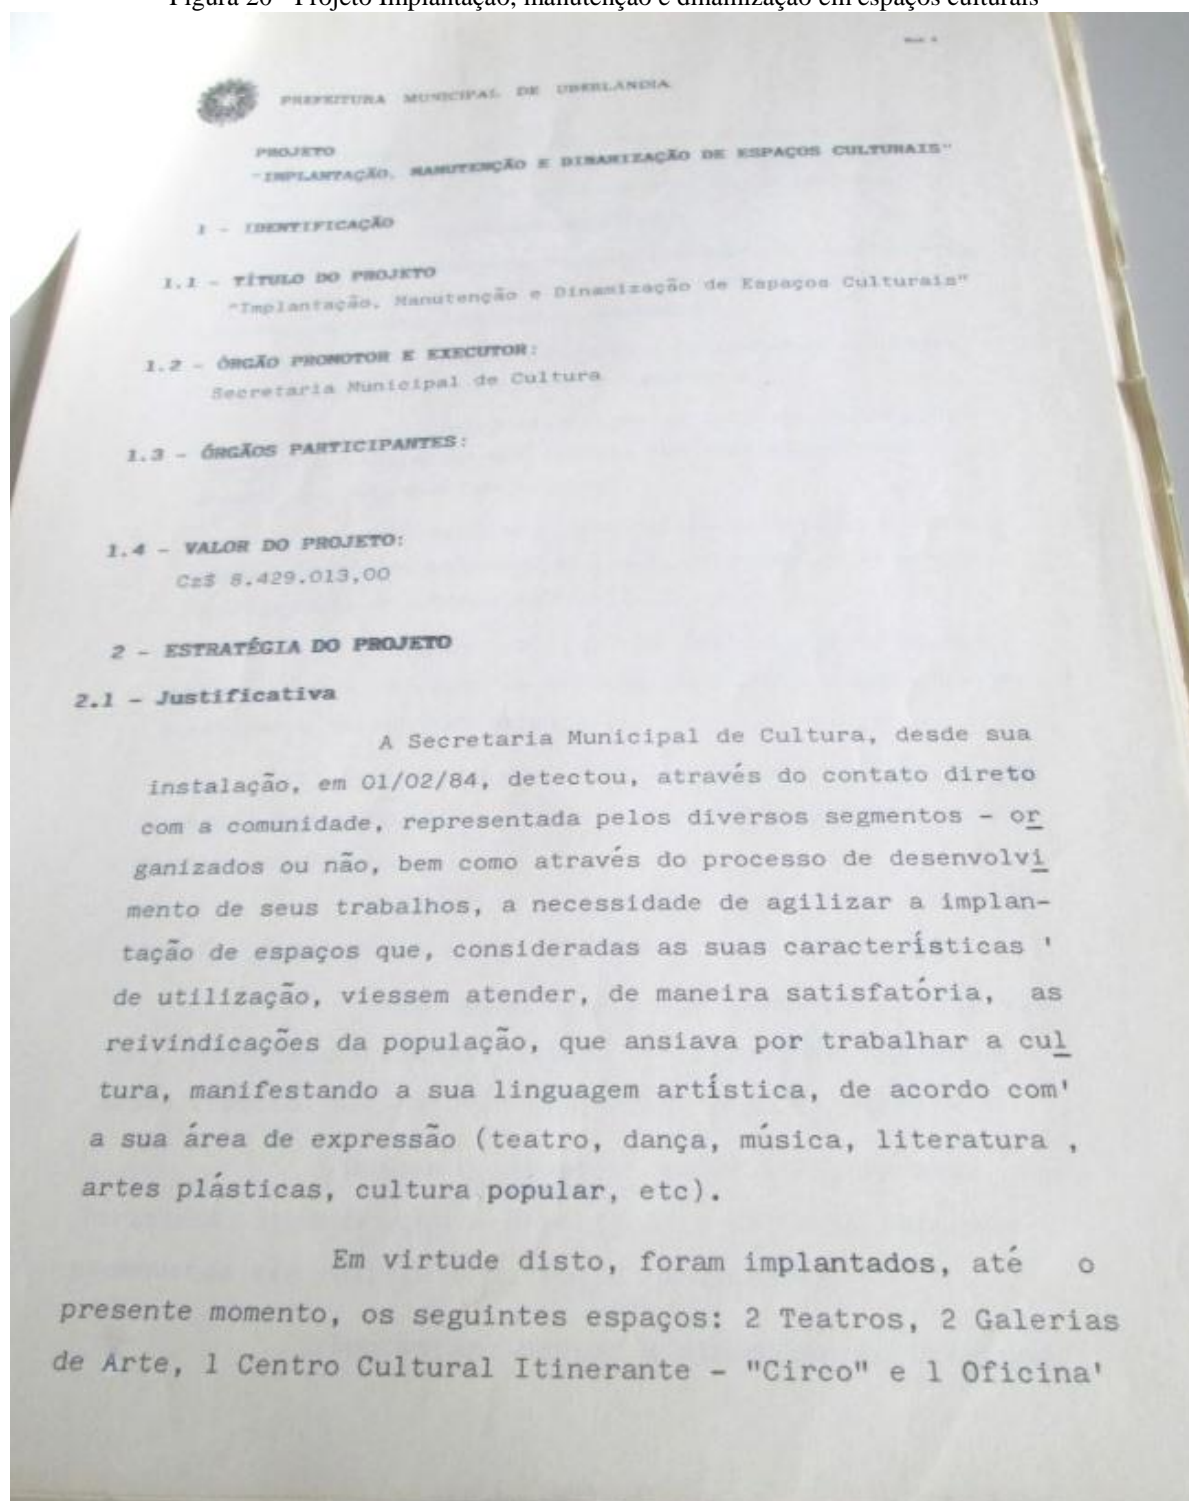 Figura 20 - Projeto Implantação, manutenção e dinamização em espaços culturais
PREFEITURA MUNICIPAL DE UBERLÂNDIA
PROJETO
"IMPLANTAÇÃO, MANUTENÇÃO E DINAMIZAÇÃO DE ESPAÇOS CULTURAIS"
1 - IDENTIFICAÇÃO
1.1 - TÍTULO DO PROJETO
"Implantação, Manutenção e Dinamização de Espaços Culturais"
1.2 - ÓRGÃO PROMOTOR E EXECUTOR:
Secretaria Municipal de Cultura
1.3 - ÓRGÃOS PARTICIPANTES:
1.4 - VALOR DO PROJETO:
Cz$ 8.429.013,00
2 - ESTRATÉGIA DO PROJETO
2.1 - Justificativa
A Secretaria Municipal de Cultura, desde sua
instalação, em 01/02/84, detectou, através do contato direto
com a comunidade, representada pelos diversos segmentos - or
ganizados ou não, bem como através do processo de desenvolvi
mento de seus trabalhos, a necessidade de agilizar a implan-
tação de espaços que, consideradas as suas características '
de utilização, viessem atender, de maneira satisfatória, as
reivindicações da população, que ansiava por trabalhar a cul
tura, manifestando a sua linguagem artística, de acordo com'
a sua área de expressão (teatro, dança, música, literatura ,
artes plásticas, cultura popular, etc).
Em virtude disto, foram implantados, até o
presente momento, os seguintes espaços: 2 Teatros, 2 Galerias
de Arte, 1 Centro Cultural Itinerante - "Circo" e 1 Oficina'